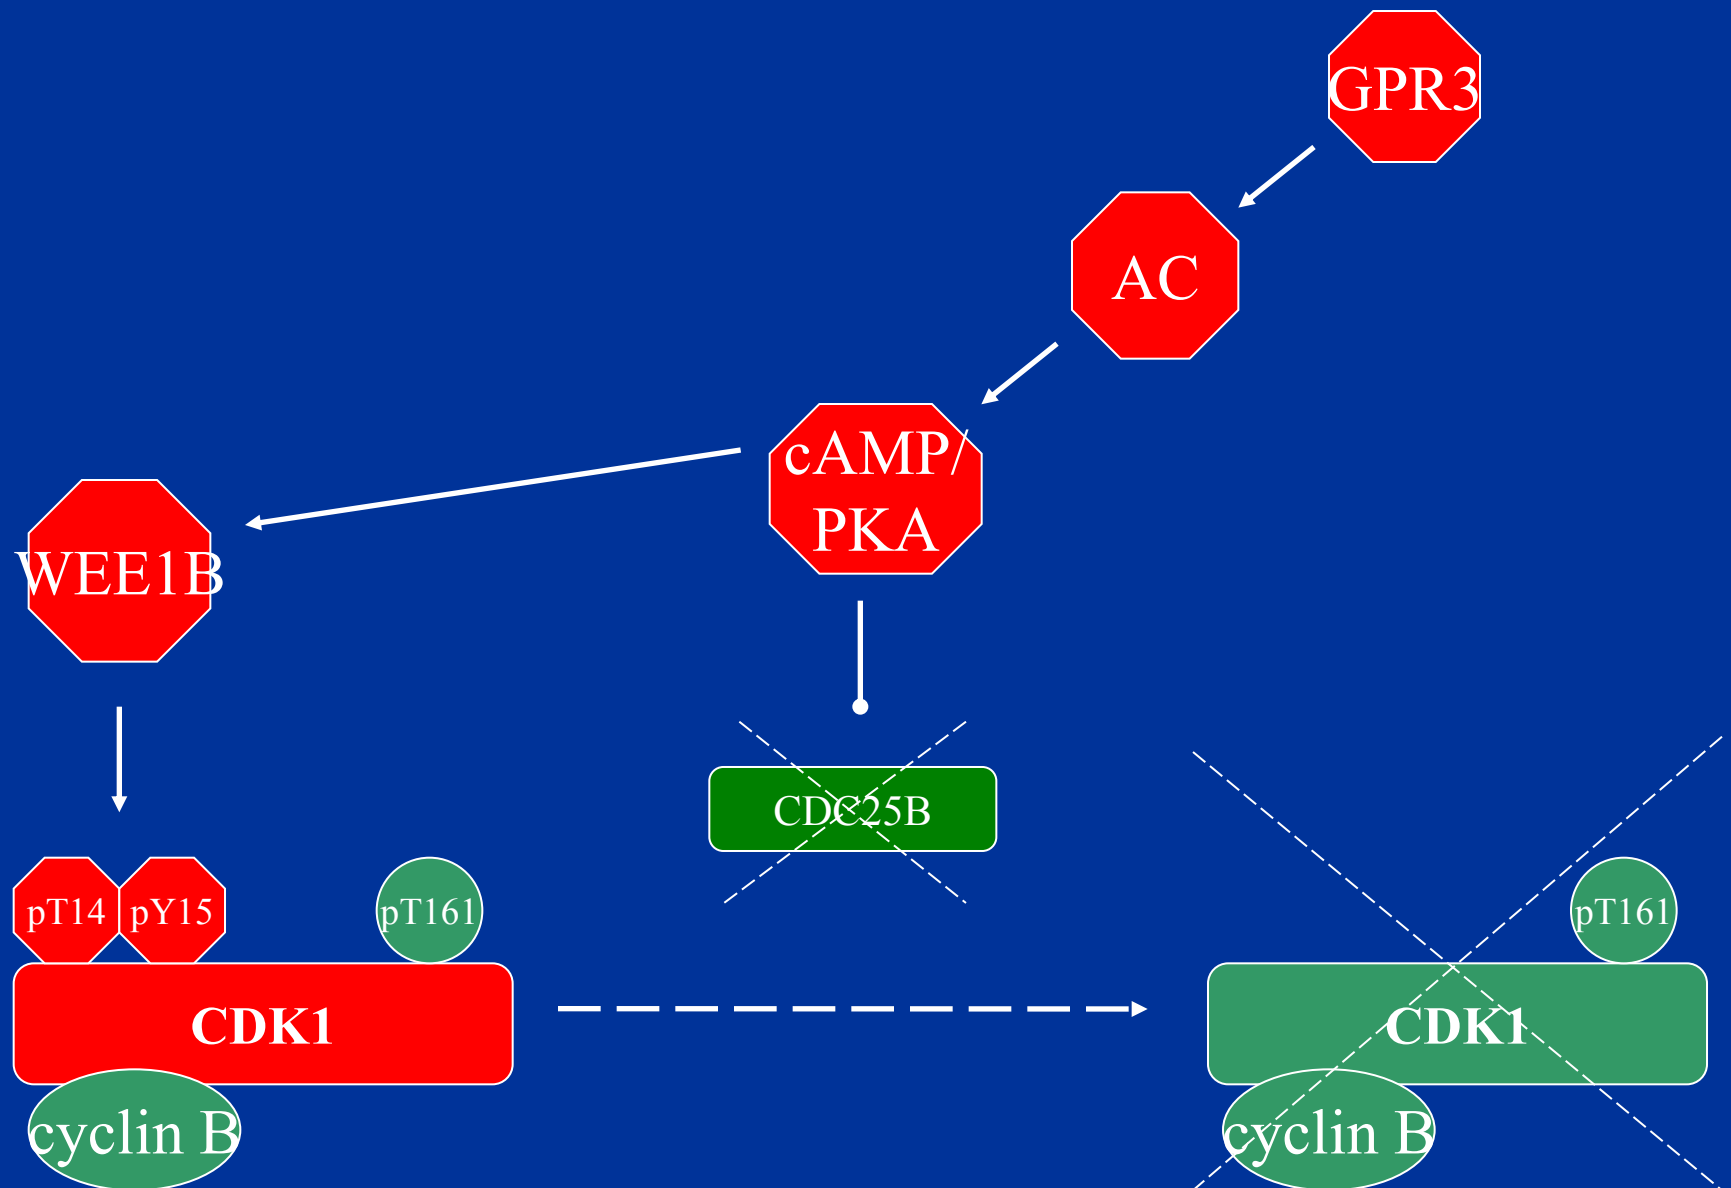 GPR3
AC
cAMP/
PKA
WEE1B
CDC25B
pT14
pY15
pT161
pT161
CDK1
CDK1
cyclin B
cyclin B